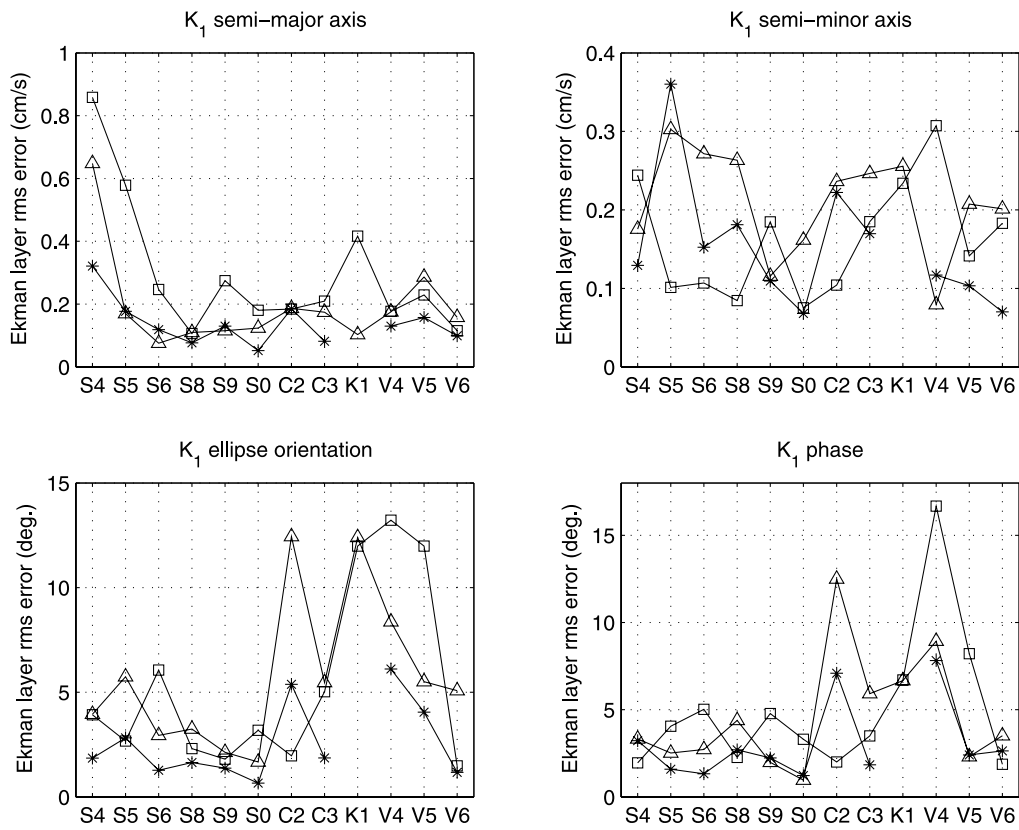 K₁ semi−major axis
Ekman layer rms error (cm/s)
1
0.8
0.6
0.4
0.2
0
S4 S5 S6 S8 S9 S0 C2 C3 K1 V4 V5 V6
K₁ semi−minor axis
Ekman layer rms error (cm/s)
0.4
0.3
0.2
0.1
0
S4 S5 S6 S8 S9 S0 C2 C3 K1 V4 V5 V6
K₁ ellipse orientation
Ekman layer rms error (deg.)
15
10
5
0
S4 S5 S6 S8 S9 S0 C2 C3 K1 V4 V5 V6
K₁ phase
Ekman layer rms error (deg.)
15
10
5
0
S4 S5 S6 S8 S9 S0 C2 C3 K1 V4 V5 V6